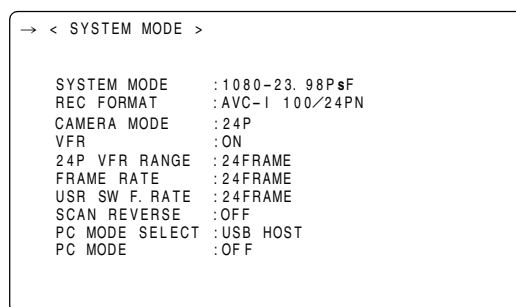 → < SYSTEM MODE >
SYSTEM MODE :1080-23.98PsF
REC FORMAT :AVC-I 100/24PN
CAMERA MODE :24P
VFR :ON
24P VFR RANGE :24FRAME
FRAME RATE :24FRAME
USR SW F.RATE :24FRAME
SCAN REVERSE :OFF
PC MODE SELECT :USB HOST
PC MODE :OFF